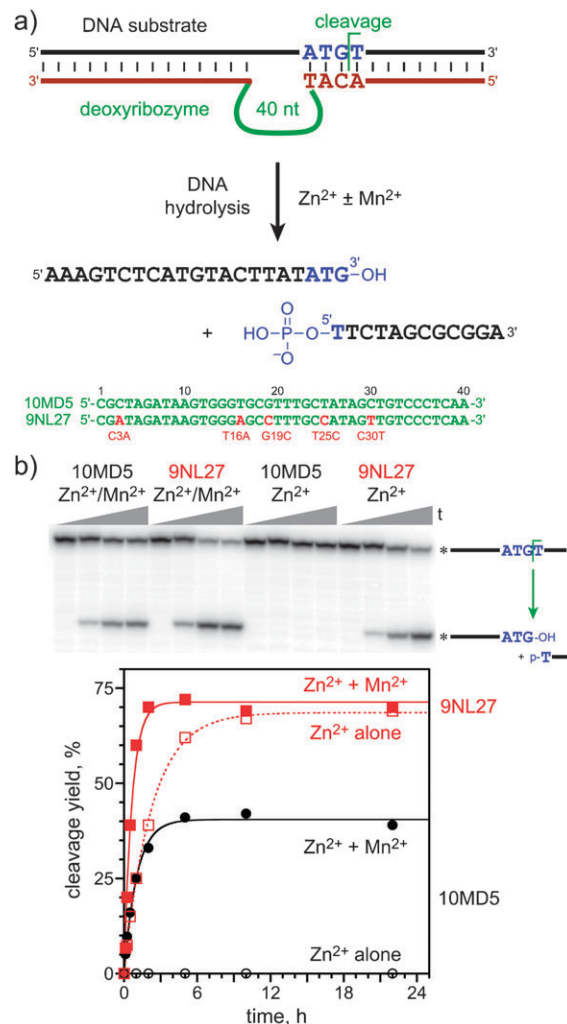 a)
DNA substrate
cleavage
5' ATGT 3'
3' TACA 5'
deoxyribozyme 40 nt
DNA hydrolysis Zn2+ ± Mn2+
5'AAAGTCTCATGTACTTATATG3'-OH
+ HO-P-O-5'TTCTAGCGCGGA3'
O
O-
1 10 20 30 40
10MD5 5'-CGCTAGATAAGTGGGTGCGTTTGCTATAGCTGTCCCTCAA-3'
9NL27 5'-CGATAGATAAGTGGGAGCCTTTGCCATAGTTGTCCCTCAA-3'
C3A T16A G19C T25C C30T
b)
10MD5 9NL27 10MD5 9NL27
Zn2+/Mn2+ Zn2+/Mn2+ Zn2+ Zn2+
t
* ATGT
* ATG-OH
+ p-T
cleavage yield, %
75
50
25
0
Zn2+ + Mn2+
9NL27
Zn2+ alone
Zn2+ + Mn2+
10MD5
Zn2+ alone
0 6 12 18 24
time, h